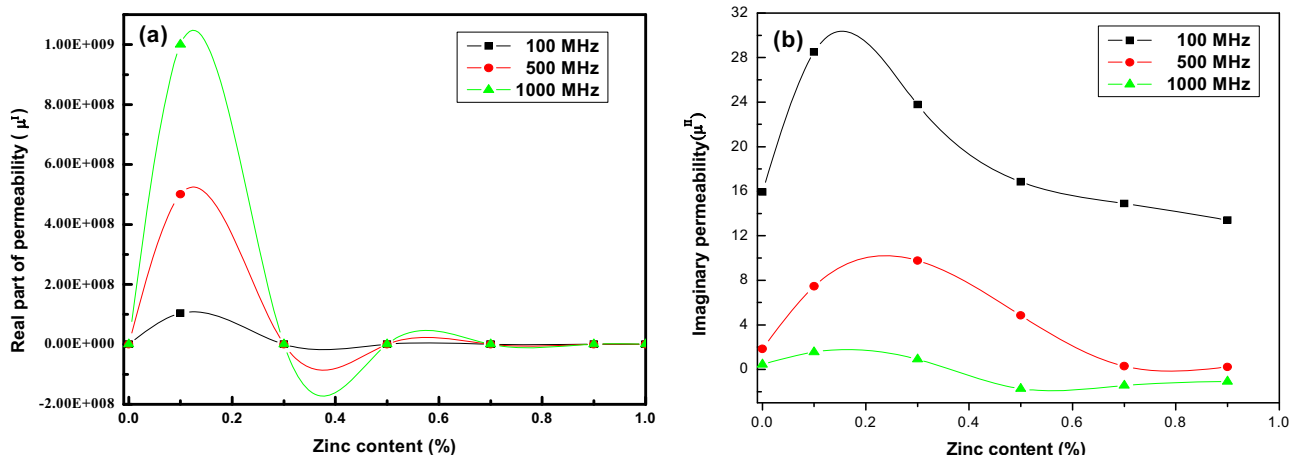 (a)
100 MHz
500 MHz
1000 MHz
Real part of permeability ( μᴵ)
1.00E+009
8.00E+008
6.00E+008
4.00E+008
2.00E+008
0.00E+000
-2.00E+008
0.0 0.2 0.4 0.6 0.8 1.0
Zinc content (%)
(b)
100 MHz
500 MHz
1000 MHz
Imaginary permeability(μᴵᴵ)
32
28
24
20
16
12
8
4
0
0.0 0.2 0.4 0.6 0.8 1.0
Zinc content (%)